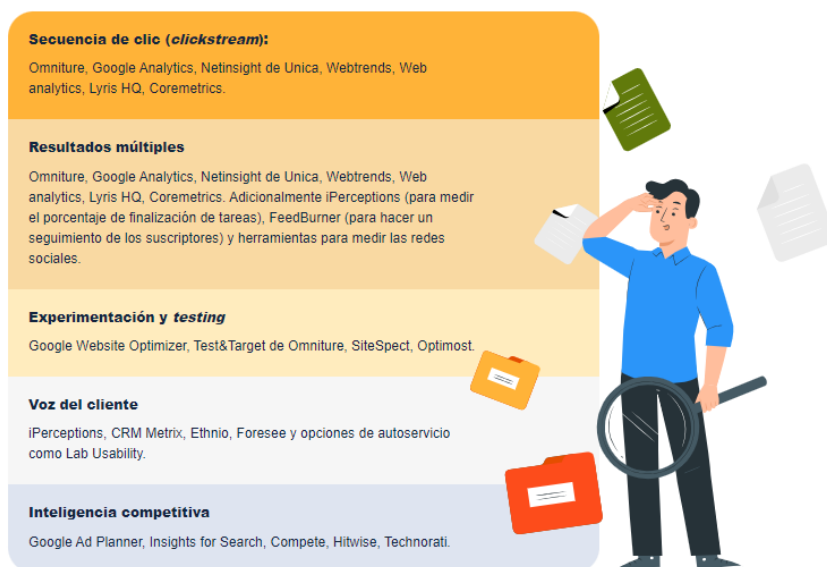 Secuencia de clic (clickstream):
Omniture, Google Analytics, Netinsight de Unica, Webtrends, Web
analytics, Lyris HQ, Coremetrics.
Resultados múltiples
Omniture, Google Analytics, Netinsight de Unica, Webtrends, Web
analytics, Lyris HQ, Coremetrics. Adicionalmente iPerceptions (para medir
el porcentaje de finalización de tareas), FeedBurner (para hacer un
seguimiento de los suscriptores) y herramientas para medir las redes
sociales.
Experimentación y testing
Google Website Optimizer, Test&Target de Omniture, SiteSpect, Optimost.
Voz del cliente
iPerceptions, CRM Metrix, Ethnio, Foresee y opciones de autoservicio
como Lab Usability.
Inteligencia competitiva
Google Ad Planner, Insights for Search, Compete, Hitwise, Technorati.